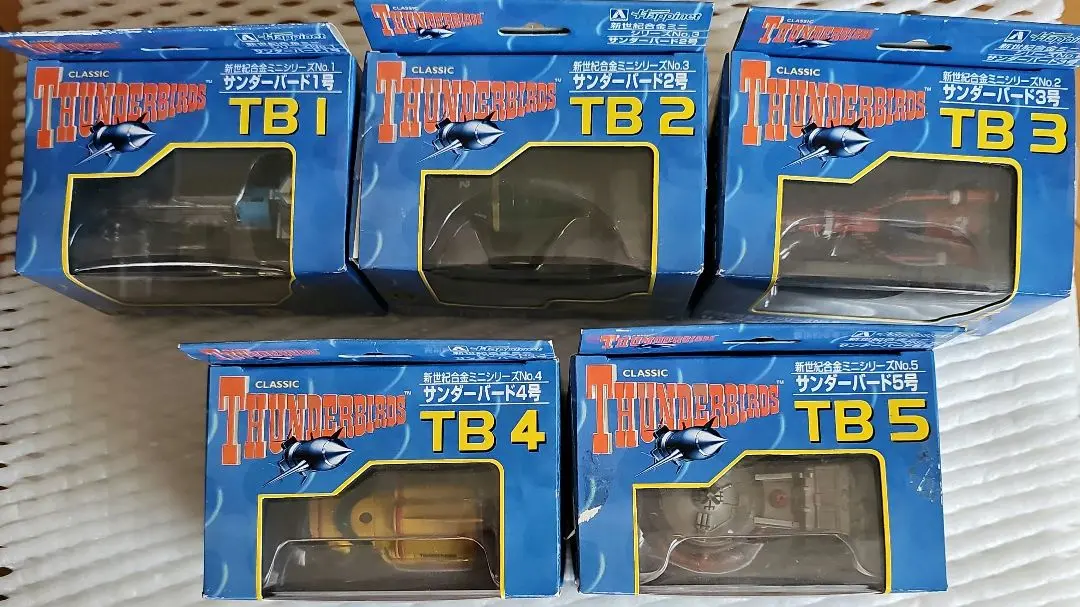 THUNDERBIRDS
Happinet
CLASSIC
THUNDERBIRDS
新世紀合金ミニシリーズNo.1
サンダーバード1号
TB 1
CLASSIC
THUNDERBIRDS
Happinet
新世紀合金ミニ
シリーズNo.3
サンダーバード2号
CLASSIC
THUNDERBIRDS
新世紀合金ミニシリーズNo.3
サンダーバード2号
TB 2
2
CLASSIC
THUNDERBIRDS
CLASSIC
THUNDERBIRDS
新世紀合金ミニシリーズNo.2
サンダーバード3号
TB 3
THUNDERBIRDS
Happinet
CLASSIC
THUNDERBIRDS
新世紀合金ミニシリーズNo.4
サンダーバード4号
TB 4
CLASSIC
THUNDERBIRDS
Happinet
CLASSIC
THUNDERBIRDS
新世紀合金ミニシリーズNo.5
サンダーバード5号
TB 5